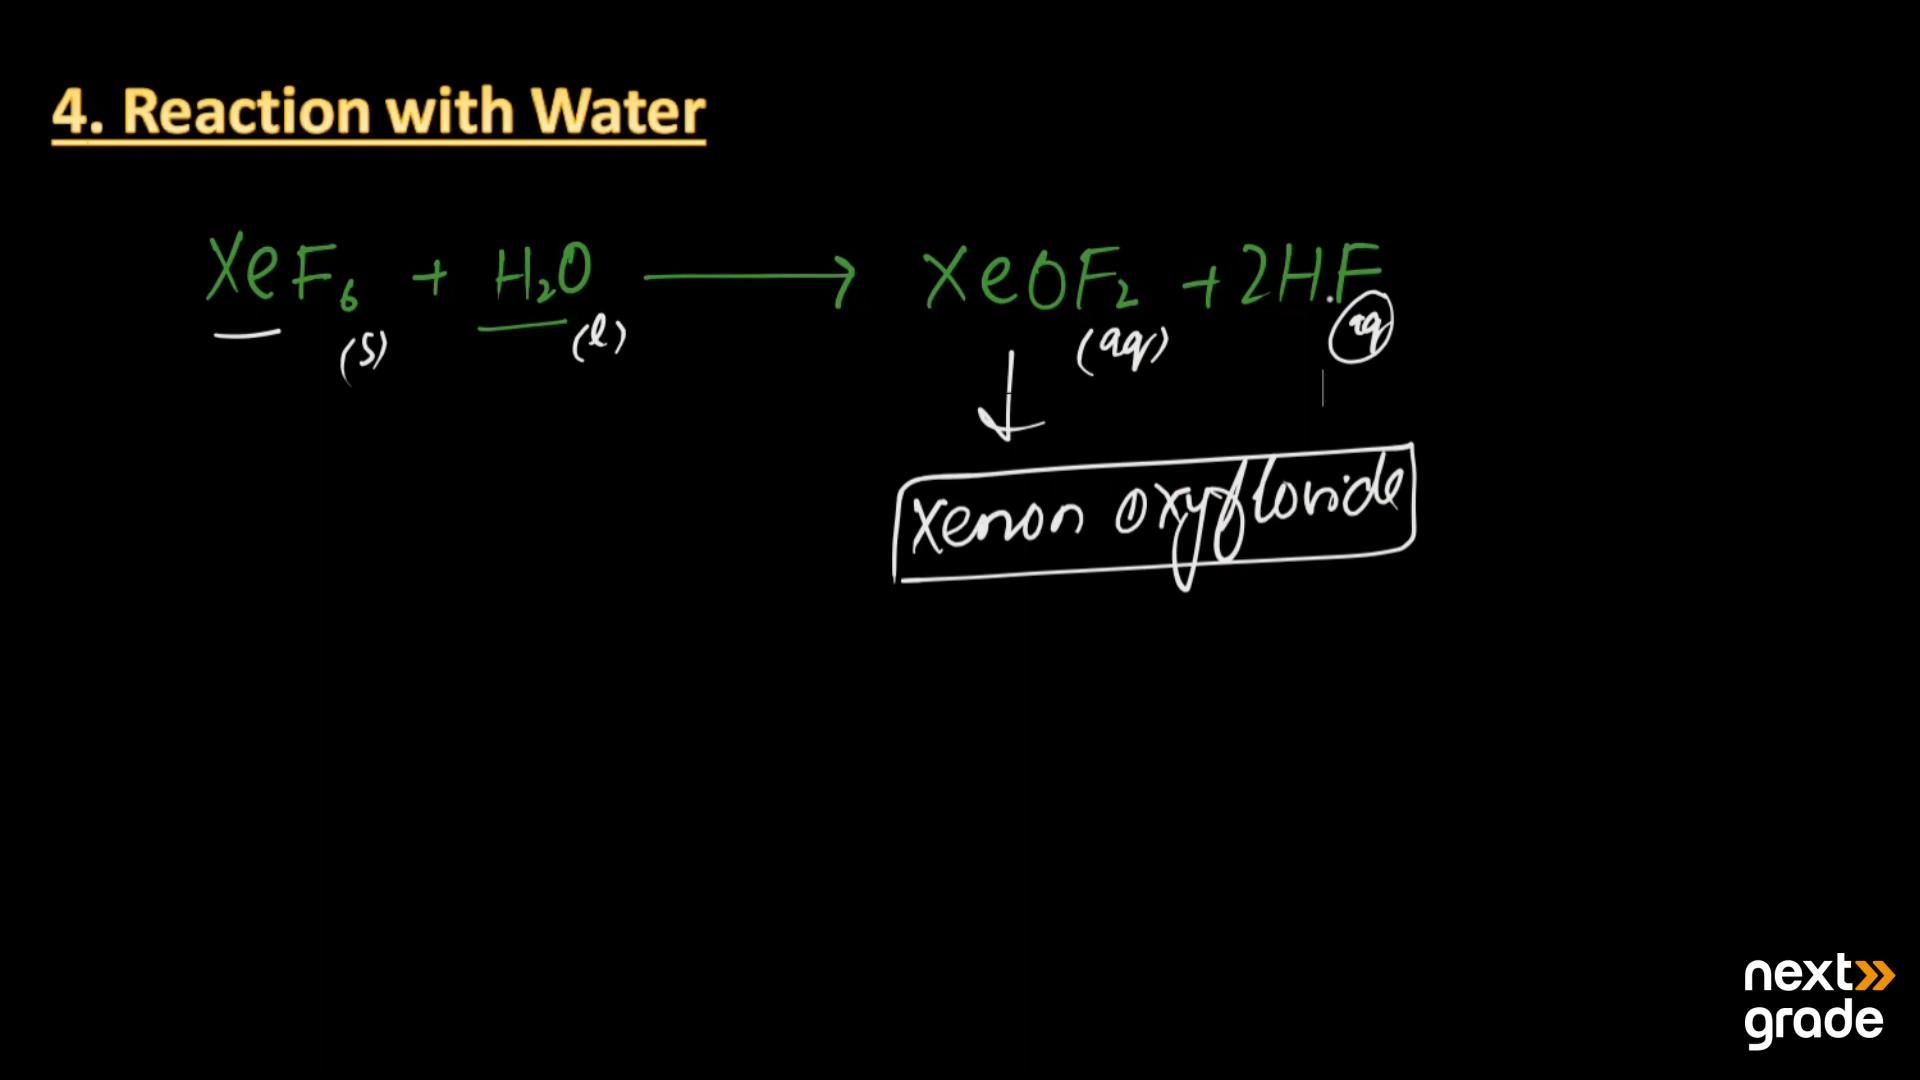 4. Reaction with Water
XeF₆ + H₂O ⟶ XeOF₂ + 2HF
(s) (l) (aq) aq
Xenon oxyfloride
next
grade